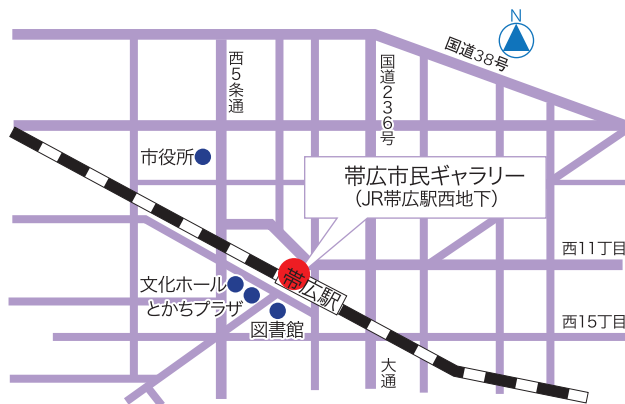 N
国道38号
西5条通
国道236号
市役所
帯広市民ギャラリー
（JR帯広駅西地下）
西11丁目
帯広駅
文化ホール
とかちプラザ
図書館
西15丁目
大通